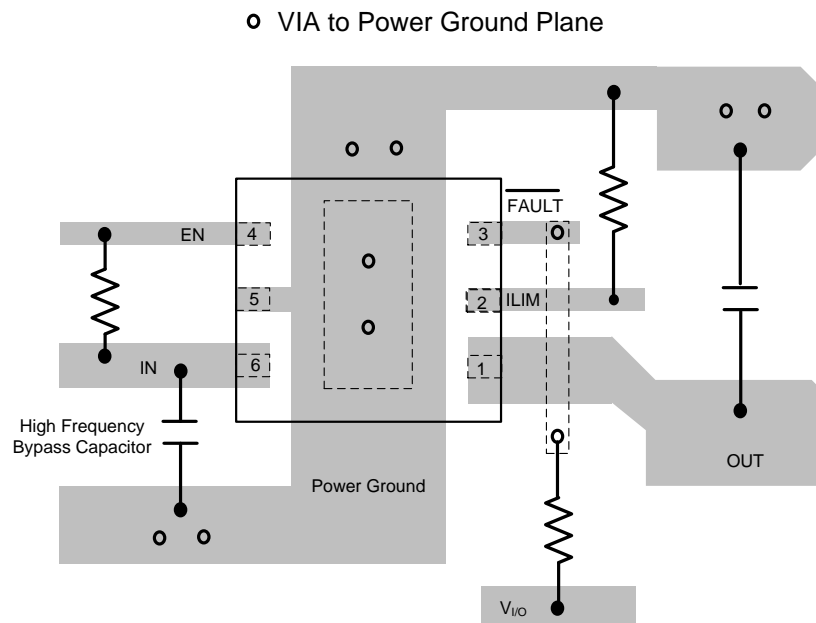 VIA to Power Ground Plane
FAULT
EN
4
3
5
2
ILIM
IN
6
1
High Frequency
Bypass Capacitor
OUT
Power Ground
VI/O